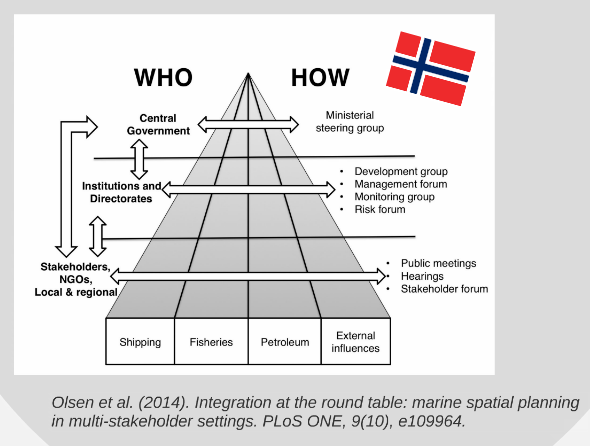 WHO
HOW
Central
Government
Ministerial
steering group
Institutions and
Directorates
• Development group
• Management forum
• Monitoring group
• Risk forum
Stakeholders,
NGOs,
Local & regional
• Public meetings
• Hearings
• Stakeholder forum
Shipping
Fisheries
Petroleum
External
influences
Olsen et al. (2014). Integration at the round table: marine spatial planning
in multi-stakeholder settings. PLoS ONE, 9(10), e109964.